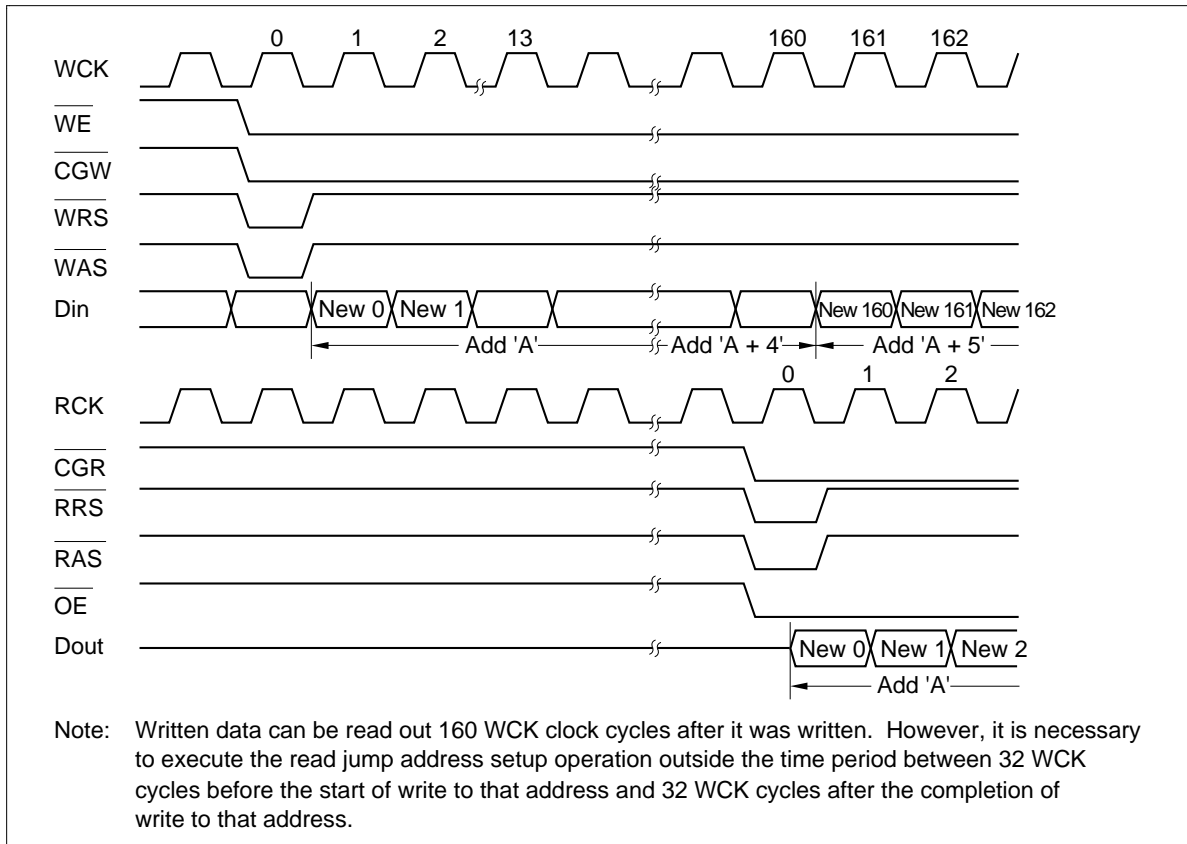 0 1 2 13 160 161 162
WCK
WE
CGW
WRS
WAS
Din New 0 New 1 New 160 New 161 New 162
Add 'A' Add 'A + 4' Add 'A + 5'
0 1 2
RCK
CGR
RRS
RAS
OE
Dout New 0 New 1 New 2
Add 'A'
Note: Written data can be read out 160 WCK clock cycles after it was written. However, it is necessary
to execute the read jump address setup operation outside the time period between 32 WCK
cycles before the start of write to that address and 32 WCK cycles after the completion of
write to that address.